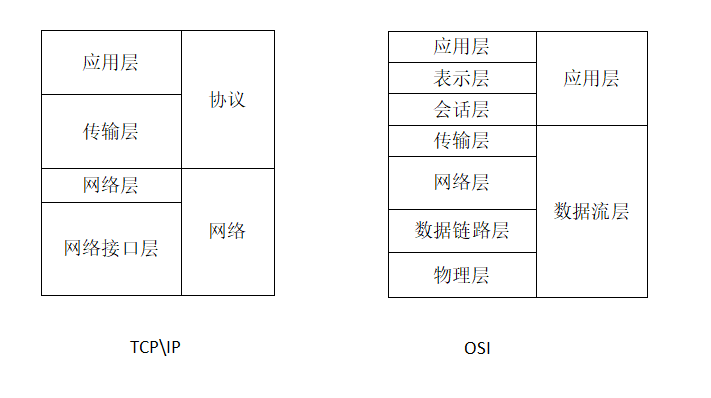 应用层
传输层
网络层
网络接口层
协议
网络
TCP\IP
应用层
表示层
会话层
传输层
网络层
数据链路层
物理层
应用层
数据流层
OSI